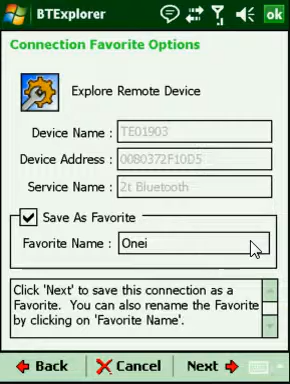 BTExplorer
ok
Connection Favorite Options
Explore Remote Device
Device Name : TE01903
Device Address : 0080372F10D5
Service Name : 2t Bluetooth
Save As Favorite
Favorite Name : Onei
Click 'Next' to save this connection as a
Favorite. You can also rename the Favorite
by clicking on 'Favorite Name'.
Back Cancel Next